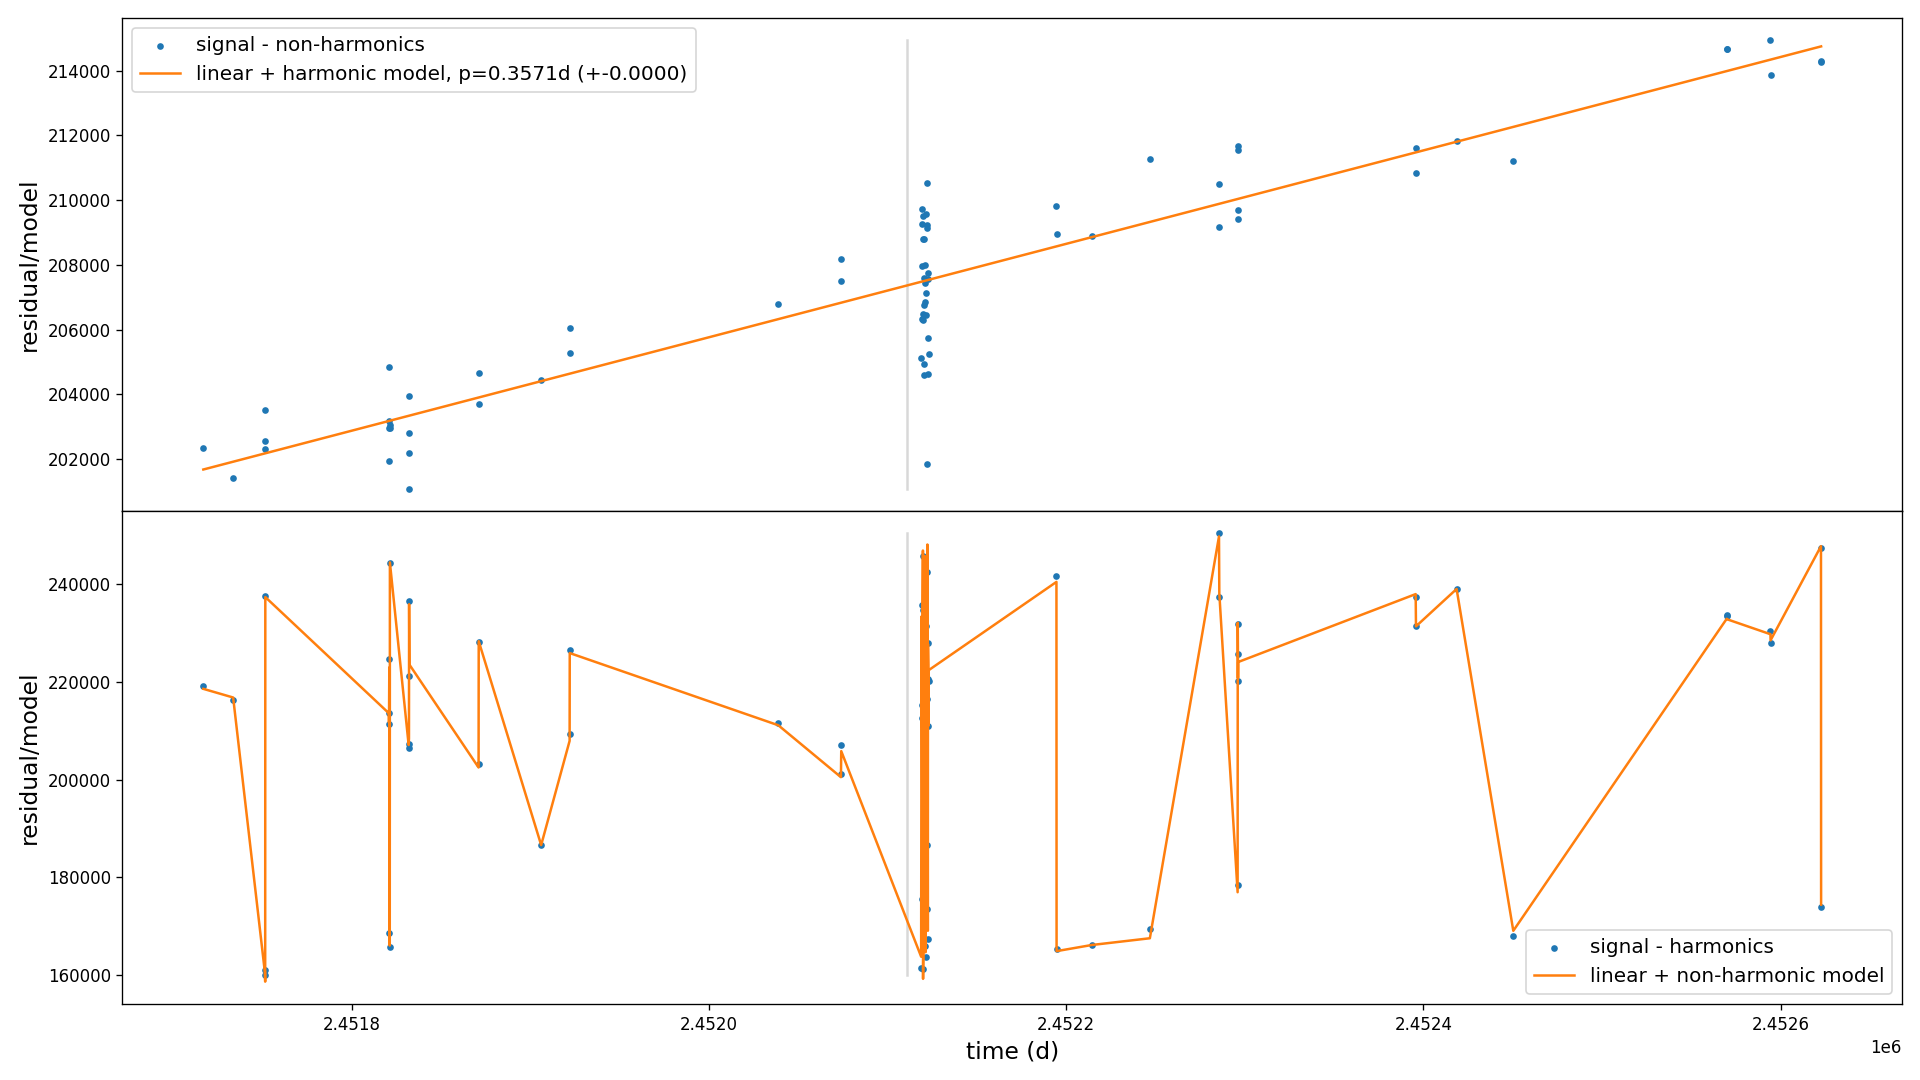 signal - non-harmonics
linear + harmonic model, p=0.3571d (+-0.0000)
214000
212000
210000
208000
206000
204000
202000
residual/model
240000
220000
200000
180000
160000
residual/model
signal - harmonics
linear + non-harmonic model
2.4518
2.4520
2.4522
2.4524
2.4526
1e6
time (d)